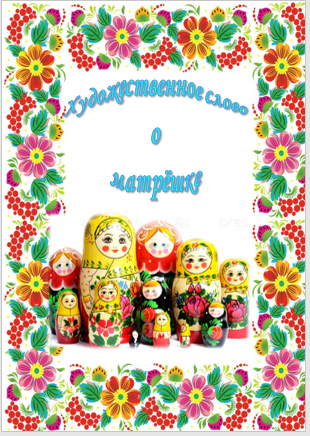 Художественное слово
о
матрёшке